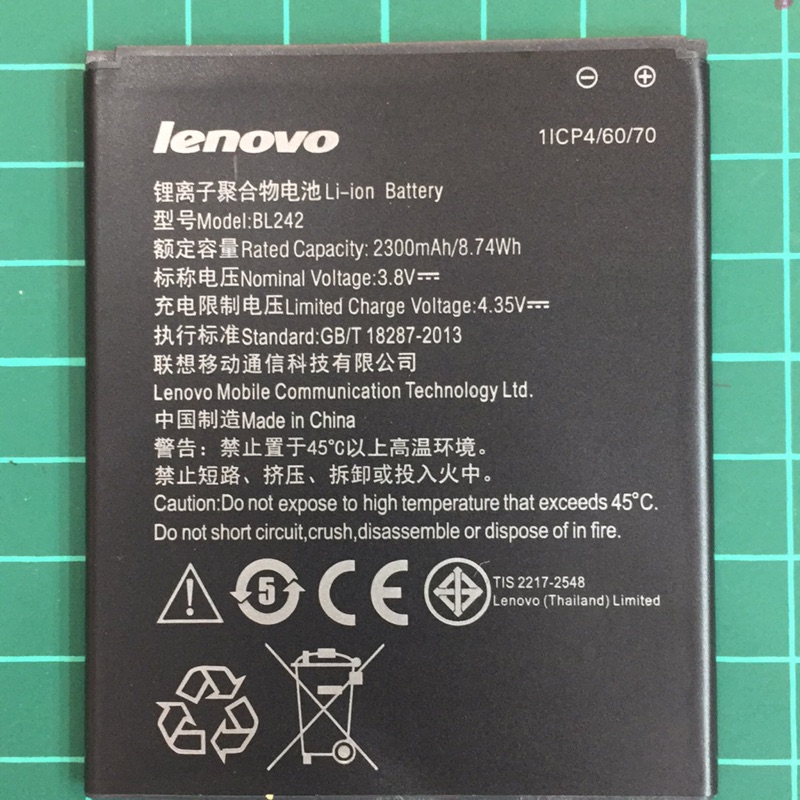 lenovo
1ICP4/60/70
锂离子聚合物电池Li-ion Battery
型号Model:BL242
额定容量Rated Capacity: 2300mAh/8.74Wh
标称电压Nominal Voltage:3.8V⎓
充电限制电压Limited Charge Voltage:4.35V⎓
执行标准Standard:GB/T 18287-2013
联想移动通信科技有限公司
Lenovo Mobile Communication Technology Ltd.
中国制造Made in China
警告：禁止置于45°C以上高温环境。
禁止短路、挤压、拆卸或投入火中。
Caution:Do not expose to high temperature that exceeds 45°C.
Do not short circuit,crush,disassemble or dispose of in fire.
5
CE
TIS 2217-2548
Lenovo (Thailand) Limited